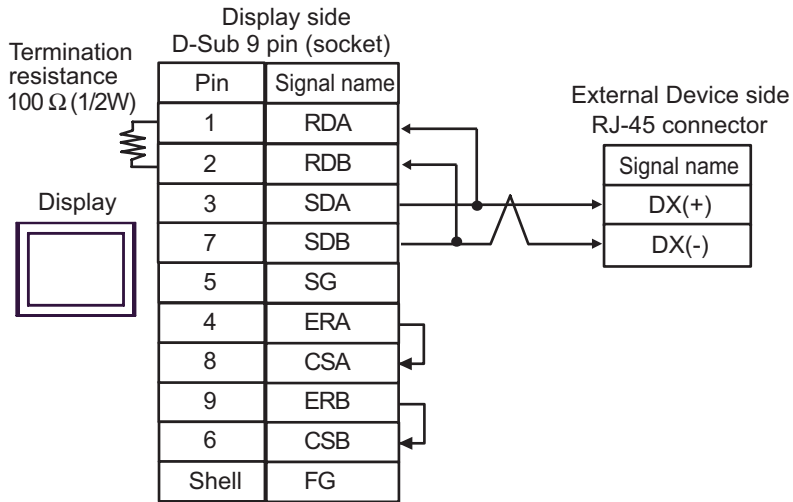 Display side
D-Sub 9 pin (socket)
Termination
resistance
100 Ω (1/2W)
Pin Signal name
1 RDA
2 RDB
3 SDA
7 SDB
5 SG
4 ERA
8 CSA
9 ERB
6 CSB
Shell FG
Display
External Device side
RJ-45 connector
Signal name
DX(+)
DX(-)